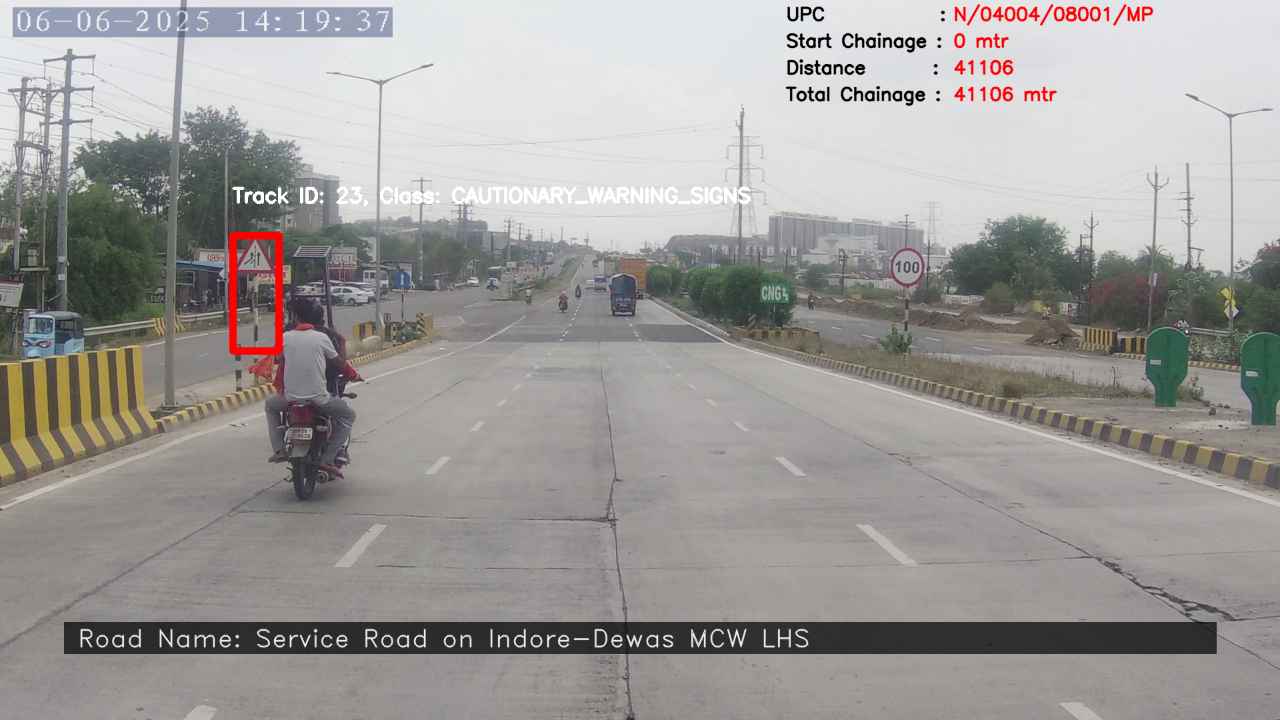 06-06-2025 14:19:37
UPC : N/04004/08001/MP
Start Chainage : 0 mtr
Distance : 41106
Total Chainage : 41106 mtr
Track ID: 23, Class: CAUTIONARY_WARNING_SIGNS
100
CNG
Road Name: Service Road on Indore-Dewas MCW LHS